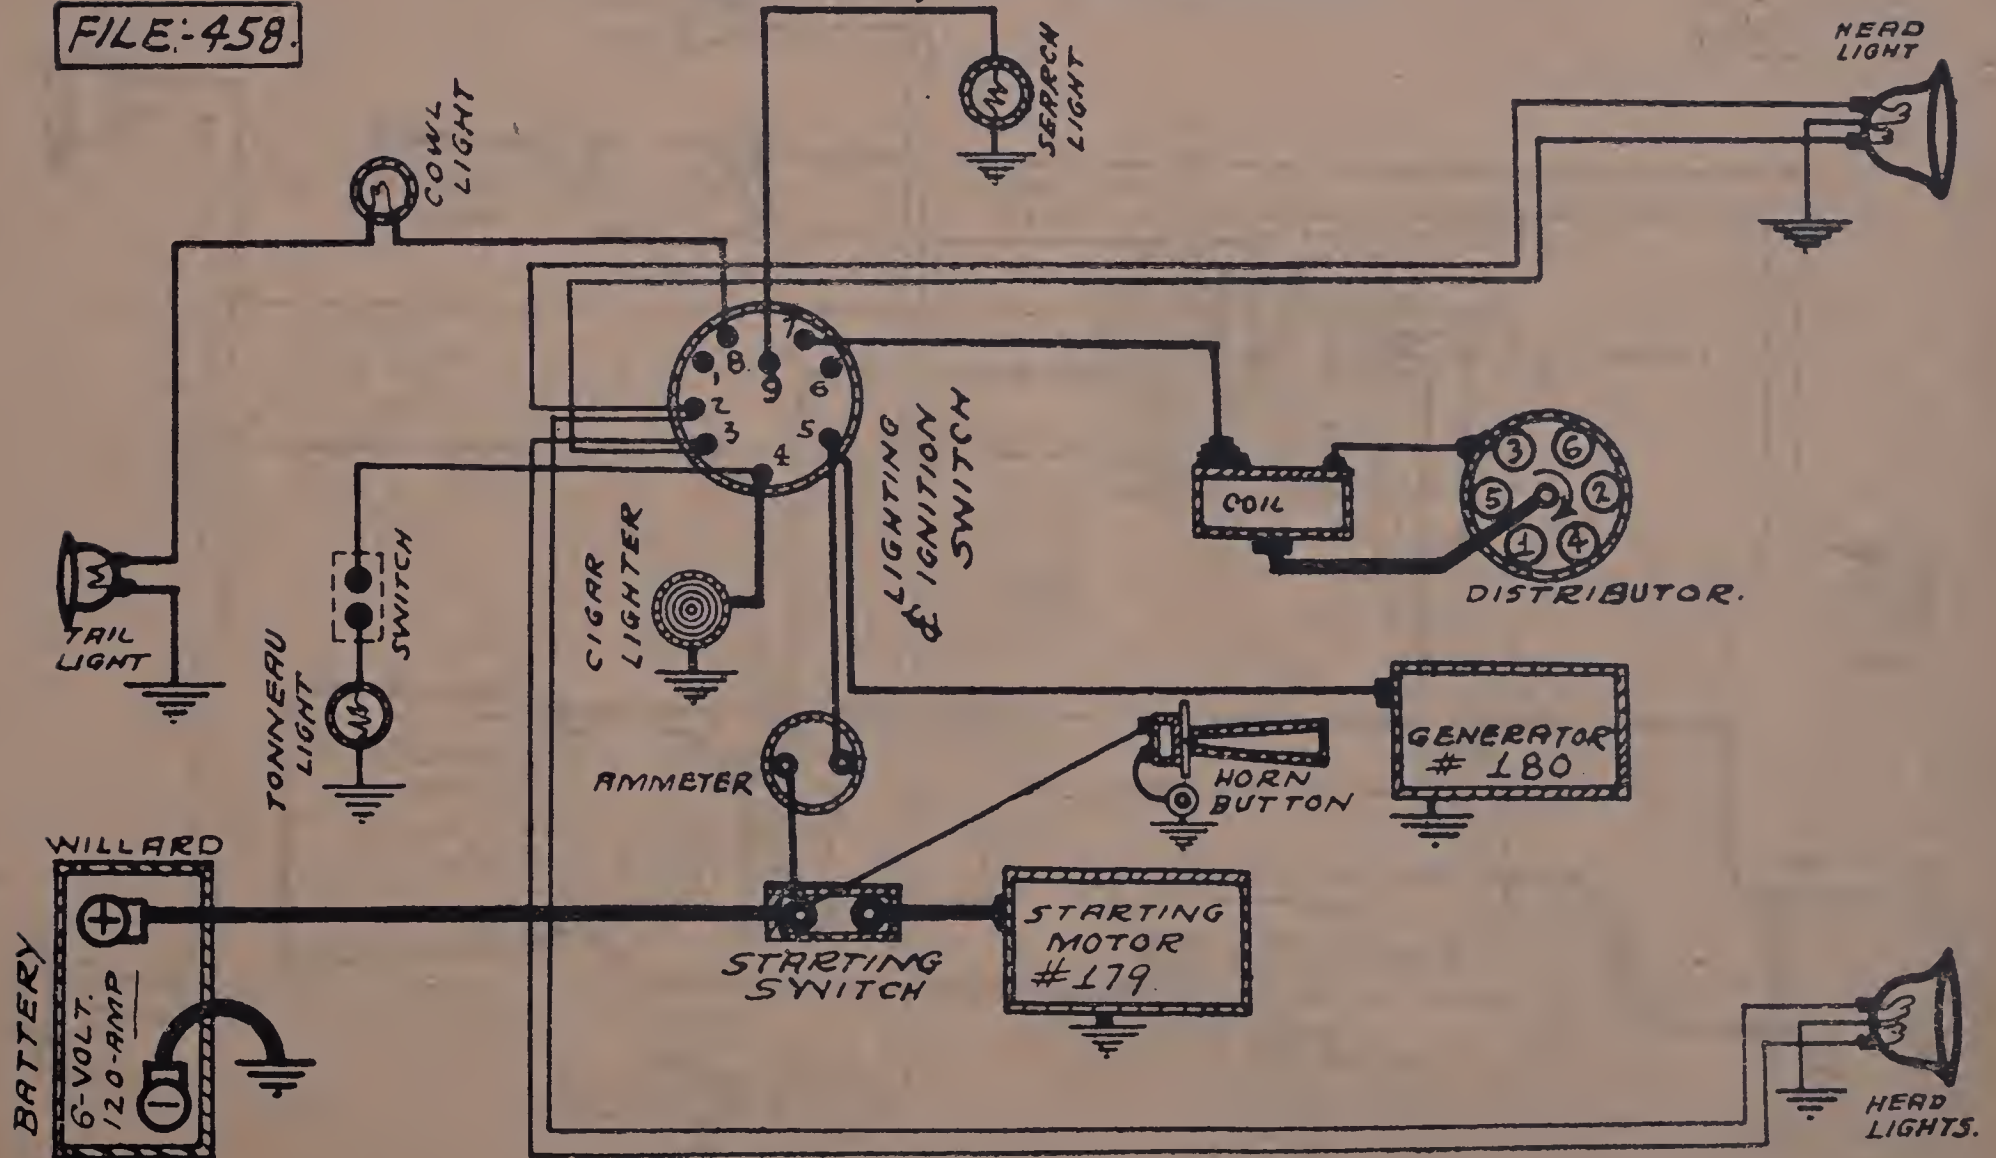 FILE:-458.
SERRCH
LIGHT
HEAD
LIGHT
COWL
LIGHT
7
8
9
1
6
2
3
5
4
LIGHTING
& IGNITION
SWITCH
COIL
3
6
5
2
1
4
DISTRIBUTOR.
TAIL
LIGHT
SWITCH
TONNEAU
LIGHT
CIGAR
LIGHTER
AMMETER
HORN
BUTTON
GENERATOR
# 180
WILLARD
BATTERY
+
6-VOLT.
120-AMP
-
STARTING
SWITCH
STARTING
MOTOR
#179.
HEAD
LIGHTS.